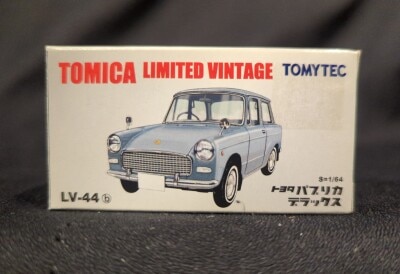 TOMICA LIMITED VINTAGE TOMYTEC
S=1/64
LV-44 ⓑ
トヨタ パブリカ
デラックス